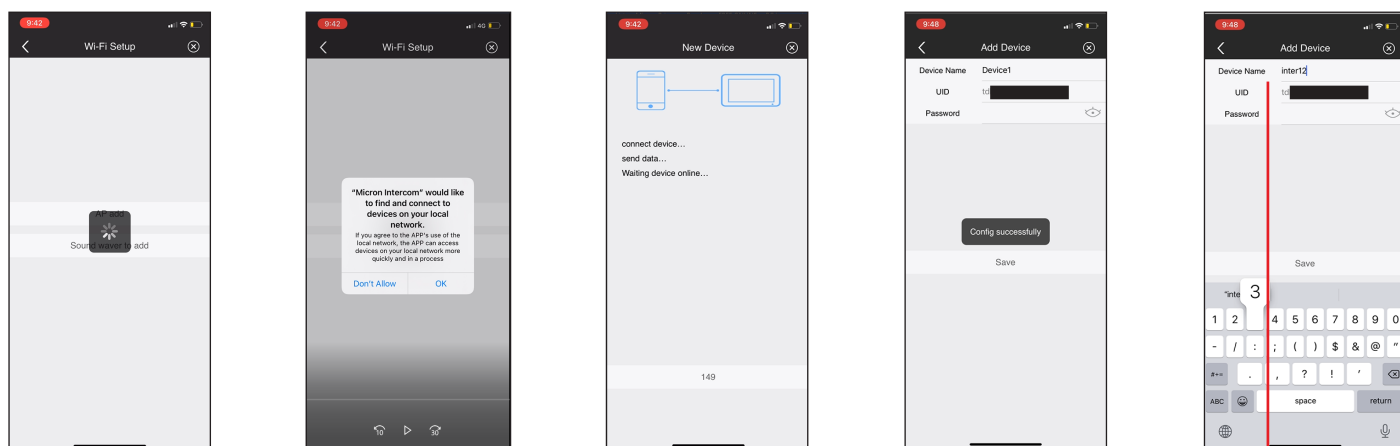 9:42
Wi-Fi Setup
AP add
Sound waver to add
9:42
4G
Wi-Fi Setup
"Micron Intercom" would like
to find and connect to
devices on your local
network.
If you agree to the APP's use of the
local network, the APP can access
devices on your local network more
quickly and in a process
Don't Allow OK
10 30
9:42
New Device
connect device...
send data...
Waiting device online...
149
9:48
Add Device
Device Name Device1
UID td
Password
Config successfully
Save
9:48
Add Device
Device Name inter12
UID td
Password
Save
"inte 3
1 2 4 5 6 7 8 9 0
- / : ; ( ) $ & @ "
#+= . , ? ! '
ABC space return